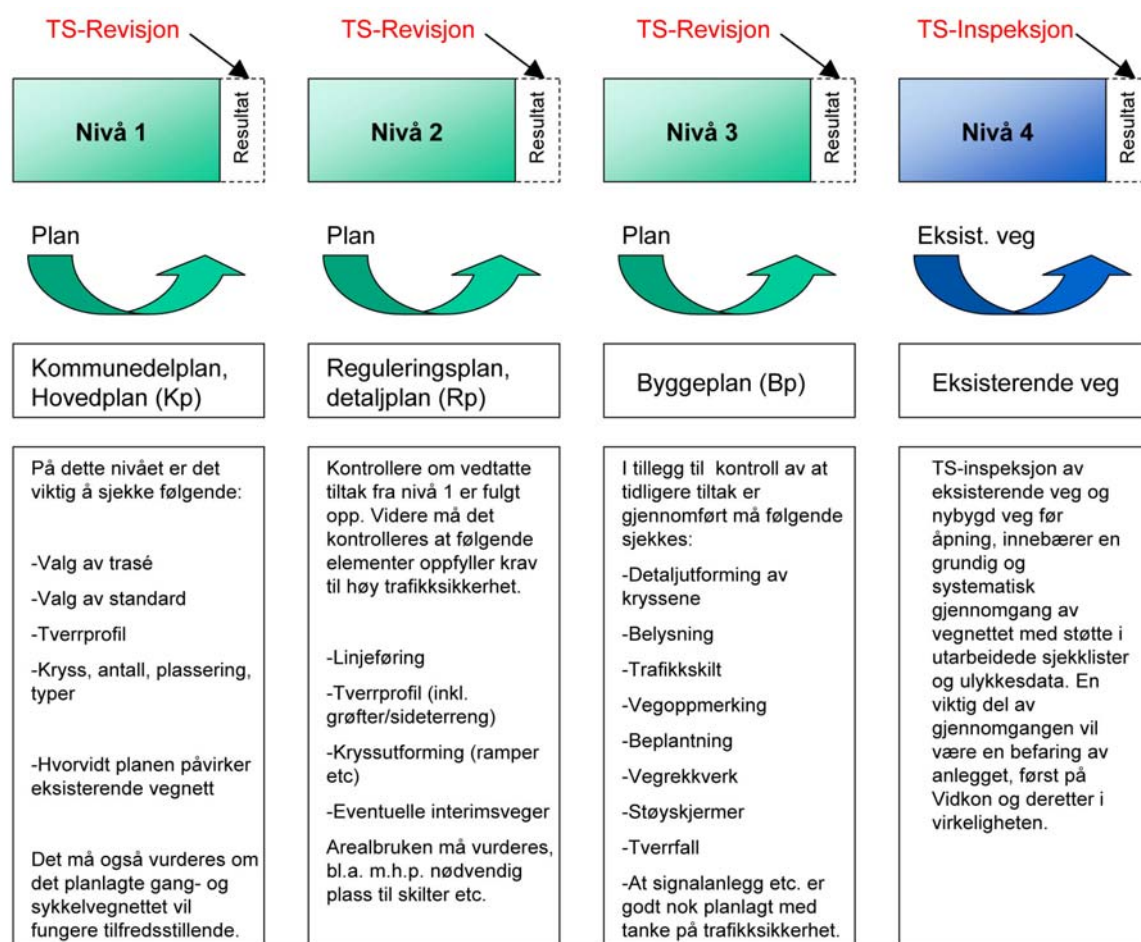 TS-Revisjon
Nivå 1
Resultat
Plan
Kommunedelplan,
Hovedplan (Kp)
På dette nivået er det
viktig å sjekke følgende:
-Valg av trasé
-Valg av standard
-Tverrprofil
-Kryss, antall, plassering,
typer
-Hvorvidt planen påvirker
eksisterende vegnett
Det må også vurderes om
det planlagte gang- og
sykkelvegnettet vil
fungere tilfredsstillende.
TS-Revisjon
Nivå 2
Resultat
Plan
Reguleringsplan,
detaljplan (Rp)
Kontrollere om vedtatte
tiltak fra nivå 1 er fulgt
opp. Videre må det
kontrolleres at følgende
elementer oppfyller krav
til høy trafikksikkerhet.
-Linjeføring
-Tverrprofil (inkl.
grøfter/sideterreng)
-Kryssutforming (ramper
etc)
-Eventuelle interimsveger
Arealbruken må vurderes,
bl.a. m.h.p. nødvendig
plass til skilter etc.
TS-Revisjon
Nivå 3
Resultat
Plan
Byggeplan (Bp)
I tillegg til kontroll av at
tidligere tiltak er
gjennomført må følgende
sjekkes:
-Detaljutforming av
kryssene
-Belysning
-Trafikkskilt
-Vegoppmerking
-Beplantning
-Vegrekkverk
-Støyskjermer
-Tverrfall
-At signalanlegg etc. er
godt nok planlagt med
tanke på trafikksikkerhet.
TS-Inspeksjon
Nivå 4
Resultat
Eksist. veg
Eksisterende veg
TS-inspeksjon av
eksisterende veg og
nybygd veg før
åpning, innebærer en
grundig og
systematisk
gjennomgang av
vegnettet med støtte i
utarbeidede sjekklister
og ulykkesdata. En
viktig del av
gjennomgangen vil
være en befaring av
anlegget, først på
Vidkon og deretter i
virkeligheten.